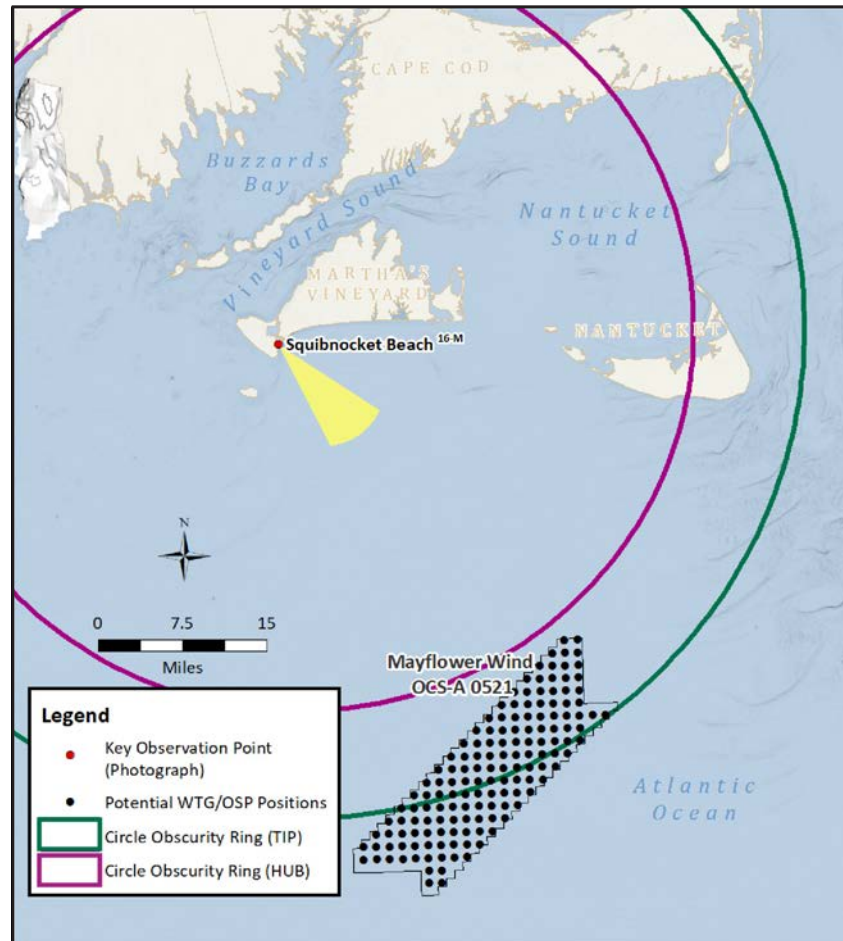 CAPE COD
Buzzards
Bay
Vineyard Sound
Nantucket
Sound
MARTHA'S
VINEYARD
NANTUCKET
Squibnocket Beach 16-M
N
0 7.5 15
Miles
Mayflower Wind
OCS-A 0521
Atlantic
Ocean
Legend
Key Observation Point
(Photograph)
Potential WTG/OSP Positions
Circle Obscurity Ring (TIP)
Circle Obscurity Ring (HUB)